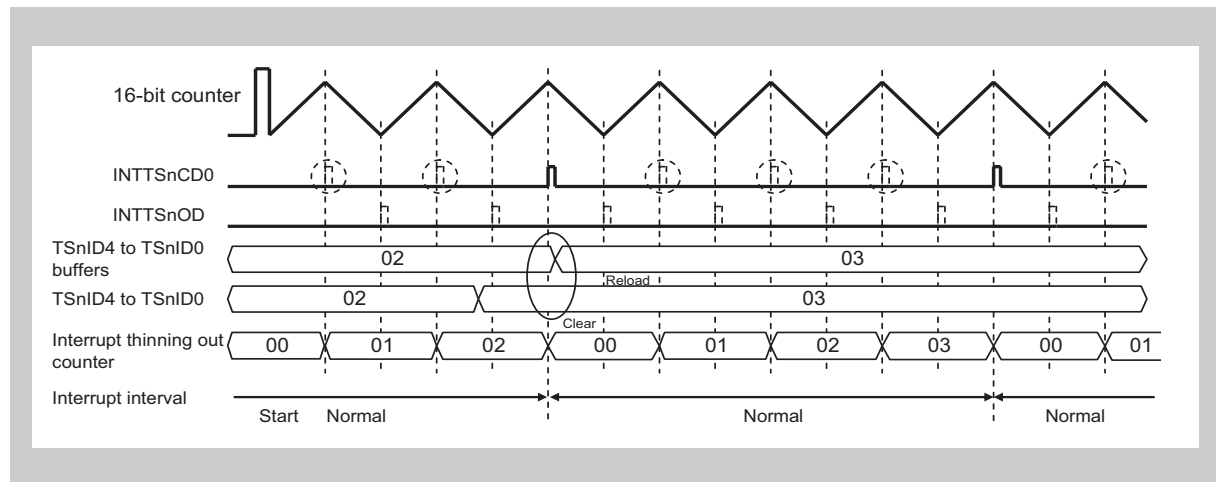 16-bit counter
INTTSnCD0
INTTSnOD
TSnID4 to TSnID0
buffers
02
03
Reload
TSnID4 to TSnID0
02
03
Clear
Interrupt thinning out
counter
00
01
02
00
01
02
03
00
01
Interrupt interval
Start
Normal
Normal
Normal